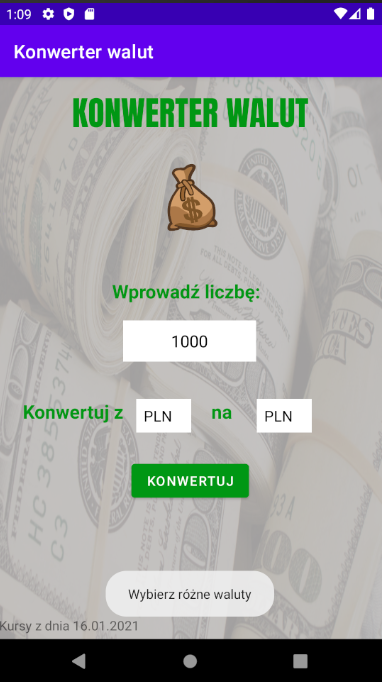 1:09
Konwerter walut
KONWERTER WALUT
Wprowadź liczbę:
1000
Konwertuj z PLN na PLN
KONWERTUJ
Wybierz różne waluty
Kursy z dnia 16.01.2021